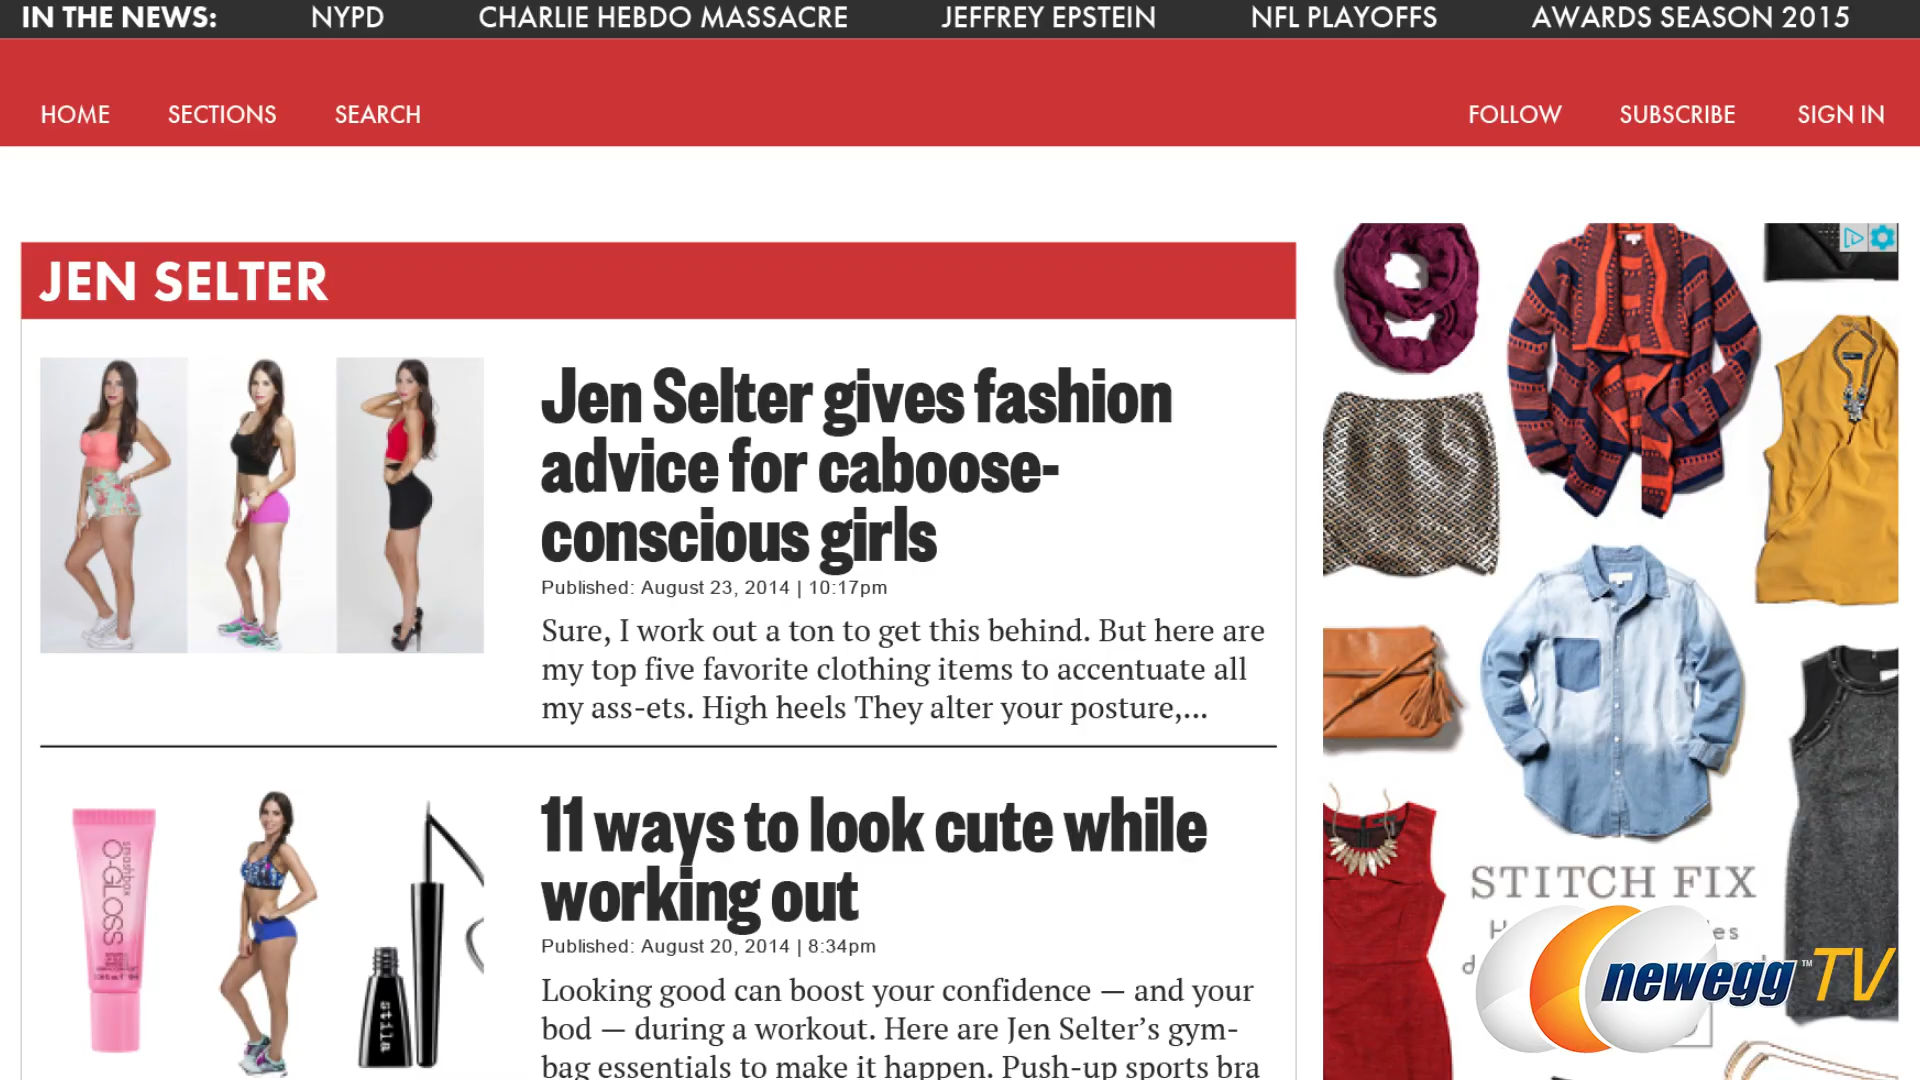 IN THE NEWS: NYPD CHARLIE HEBDO MASSACRE JEFFREY EPSTEIN NFL PLAYOFFS AWARDS SEASON 2015
HOME SECTIONS SEARCH FOLLOW SUBSCRIBE SIGN IN
JEN SELTER
Jen Selter gives fashion
advice for caboose-
conscious girls
Published: August 23, 2014 | 10:17pm
Sure, I work out a ton to get this behind. But here are
my top five favorite clothing items to accentuate all
my ass-ets. High heels They alter your posture,...
11 ways to look cute while
working out
Published: August 20, 2014 | 8:34pm
Looking good can boost your confidence — and your
bod — during a workout. Here are Jen Selter’s gym-
bag essentials to make it happen. Push-up sports bra
smashbox
O-GLOSS
stila
STITCH FIX
newegg™TV